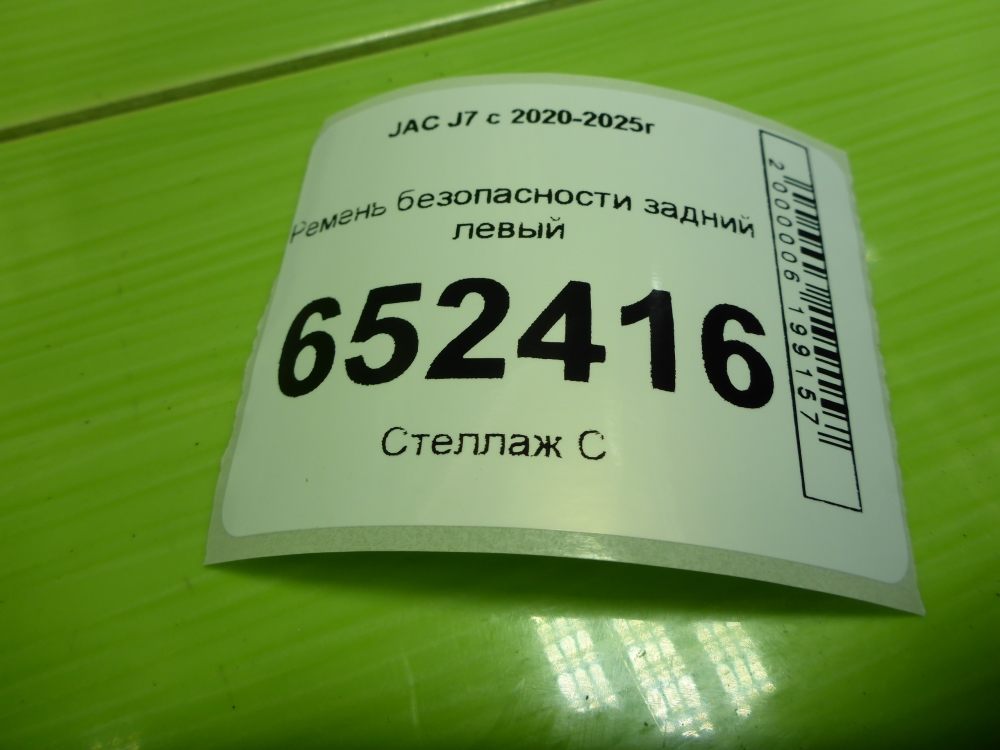 JAC J7 с 2020-2025г
Ремень безопасности задний
левый
652416
Стеллаж С
2000006199157